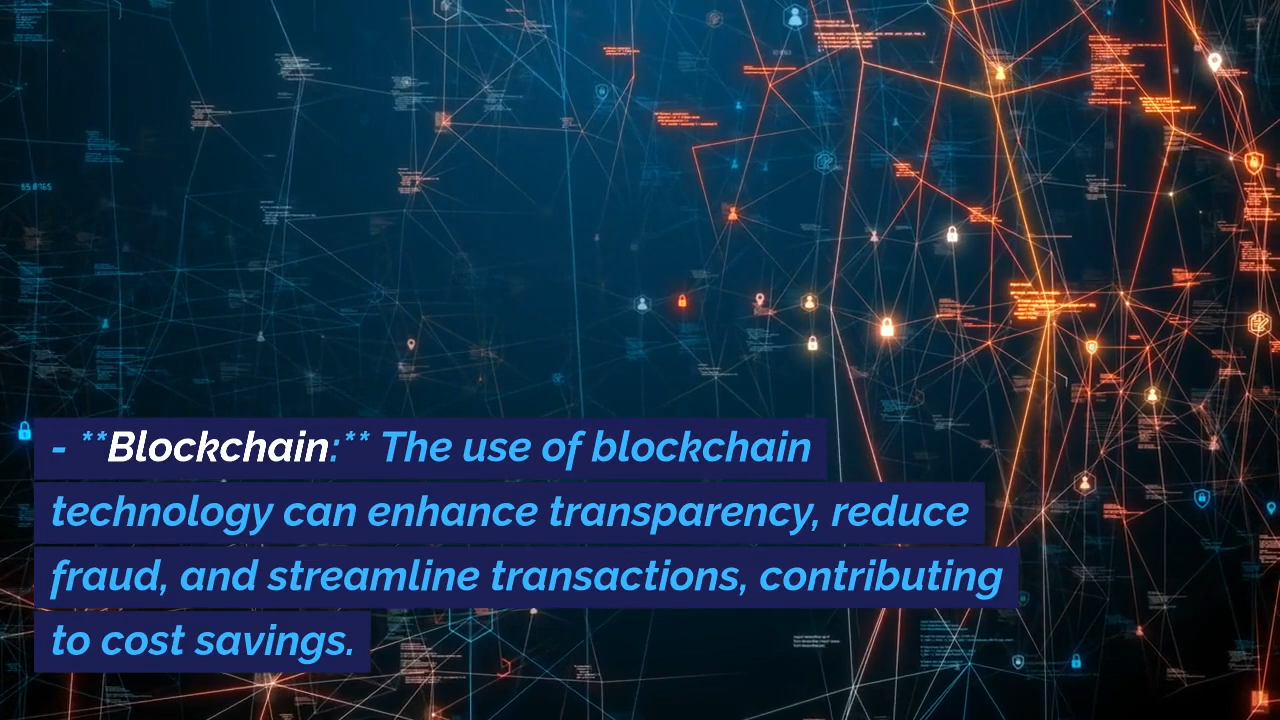 - **Blockchain:** The use of blockchain
technology can enhance transparency, reduce
fraud, and streamline transactions, contributing
to cost savings.